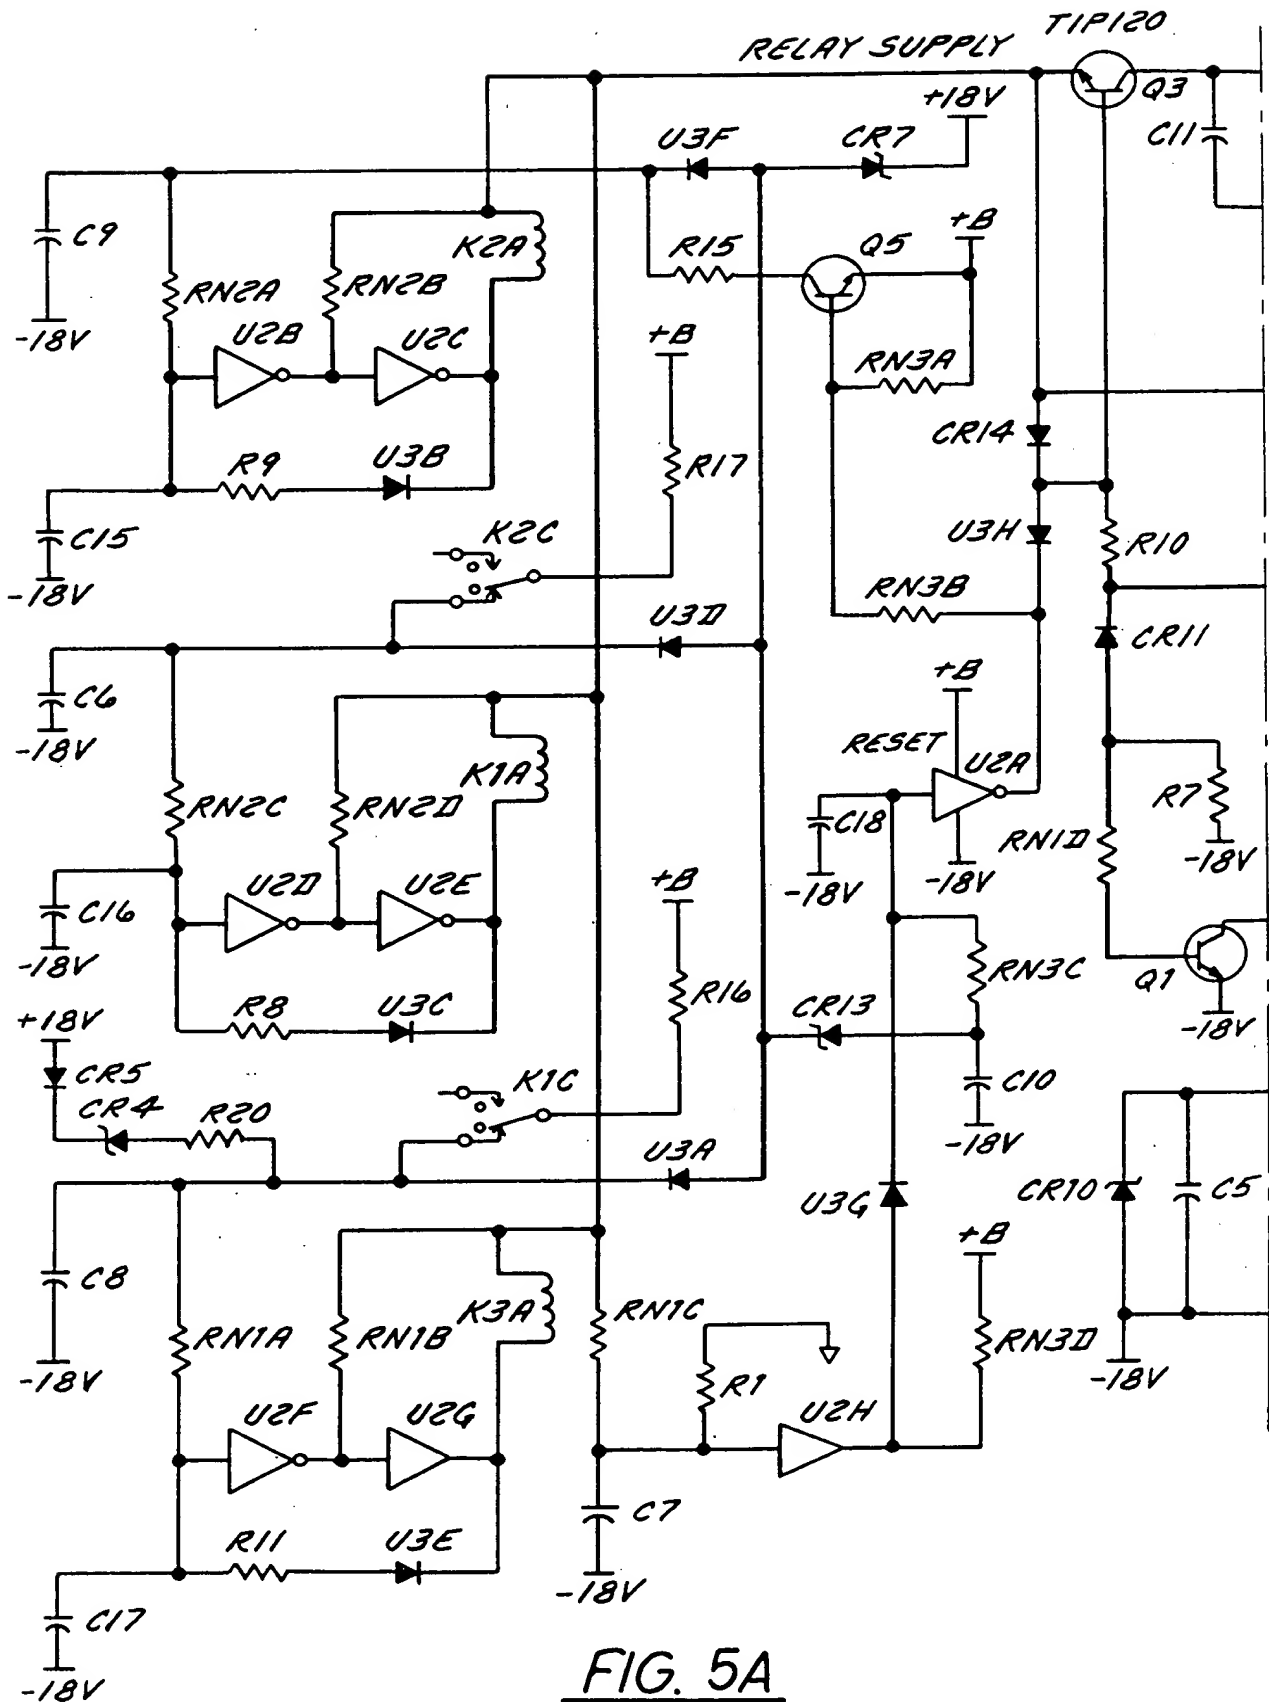 TIP120
RELAY SUPPLY
Q3
+18V
C11
U3F
CR7
C9
K2A
R15
Q5
+B
RN2A
RN2B
-18V
U2B
U2C
+B
RN3A
CR14
R9
U3B
R17
C15
K2C
U3H
R10
-18V
RN3B
U3D
CR11
C6
+B
-18V
RESET
U2A
K1A
RN2C
RN2D
C18
R7
RN1D
-18V
-18V
-18V
U2D
U2E
+B
C16
-18V
RN3C
Q1
R8
U3C
R16
CR13
+18V
-18V
CR5
K1C
C10
CR4
R20
-18V
U3A
CR10
C5
U3G
+B
C8
K3A
RN1A
RN1B
RN1C
RN3D
-18V
R1
-18V
U2F
U2G
U2H
C7
R11
U3E
-18V
C17
-18V
FIG. 5A